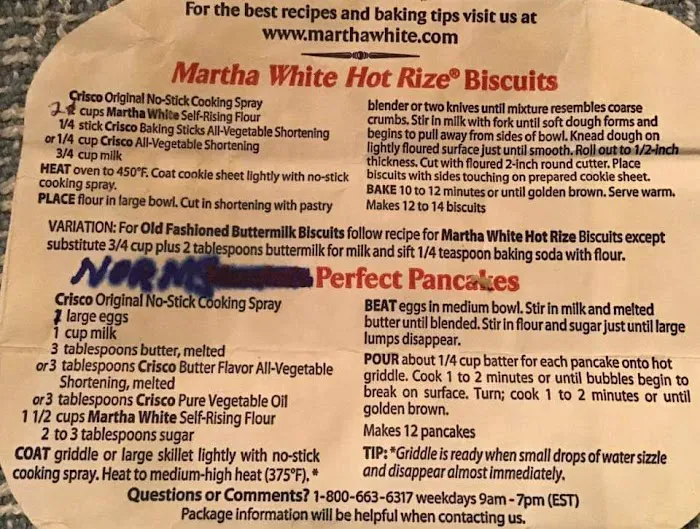 For the best recipes and baking tips visit us at
www.marthawhite.com
Martha White Hot Rize® Biscuits
Crisco Original No-Stick Cooking Spray
2 cups Martha White Self-Rising Flour
1/4 stick Crisco Baking Sticks All-Vegetable Shortening
or 1/4 cup Crisco All-Vegetable Shortening
3/4 cup milk
HEAT oven to 450°F. Coat cookie sheet lightly with no-stick
cooking spray.
PLACE flour in large bowl. Cut in shortening with pastry
blender or two knives until mixture resembles coarse
crumbs. Stir in milk with fork until soft dough forms and
begins to pull away from sides of bowl. Knead dough on
lightly floured surface just until smooth. Roll out to 1/2-inch
thickness. Cut with floured 2-inch round cutter. Place
biscuits with sides touching on prepared cookie sheet.
BAKE 10 to 12 minutes or until golden brown. Serve warm.
Makes 12 to 14 biscuits
VARIATION: For Old Fashioned Buttermilk Biscuits follow recipe for Martha White Hot Rize Biscuits except
substitute 3/4 cup plus 2 tablespoons buttermilk for milk and sift 1/4 teaspoon baking soda with flour.
NORMS Perfect Pancakes
Crisco Original No-Stick Cooking Spray
large eggs
1 cup milk
3 tablespoons butter, melted
or 3 tablespoons Crisco Butter Flavor All-Vegetable
Shortening, melted
or 3 tablespoons Crisco Pure Vegetable Oil
1 1/2 cups Martha White Self-Rising Flour
2 to 3 tablespoons sugar
COAT griddle or large skillet lightly with no-stick
cooking spray. Heat to medium-high heat (375°F). *
BEAT eggs in medium bowl. Stir in milk and melted
butter until blended. Stir in flour and sugar just until large
lumps disappear.
POUR about 1/4 cup batter for each pancake onto hot
griddle. Cook 1 to 2 minutes or until bubbles begin to
break on surface. Turn; cook 1 to 2 minutes or until
golden brown.
Makes 12 pancakes
TIP: *Griddle is ready when small drops of water sizzle
and disappear almost immediately.
Questions or Comments? 1-800-663-6317 weekdays 9am - 7pm (EST)
Package information will be helpful when contacting us.